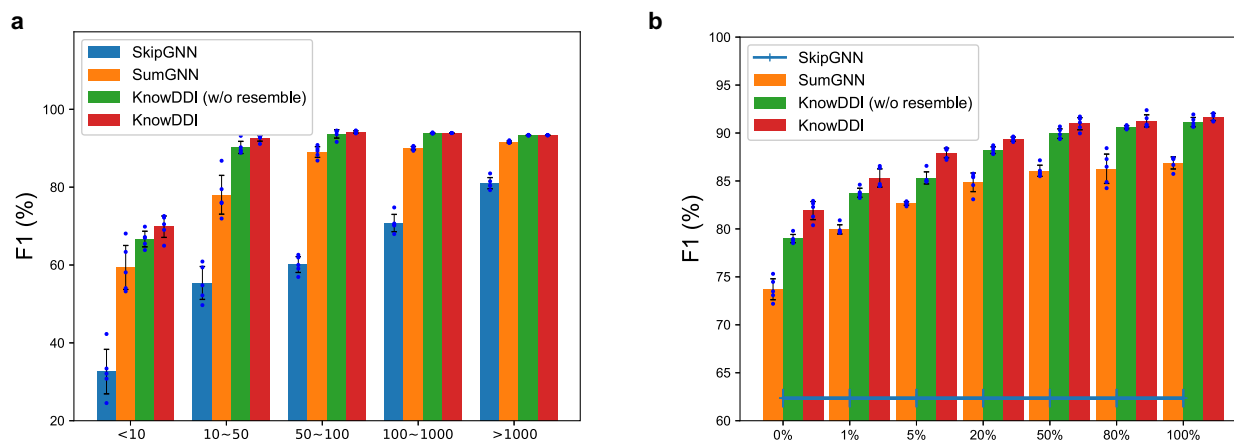 a
SkipGNN
SumGNN
KnowDDI (w/o resemble)
KnowDDI
F1 (%)
100
80
60
40
20
<10
10~50
50~100
100~1000
>1000
b
SkipGNN
SumGNN
KnowDDI (w/o resemble)
KnowDDI
F1 (%)
100
95
90
85
80
75
70
65
60
0%
1%
5%
20%
50%
80%
100%